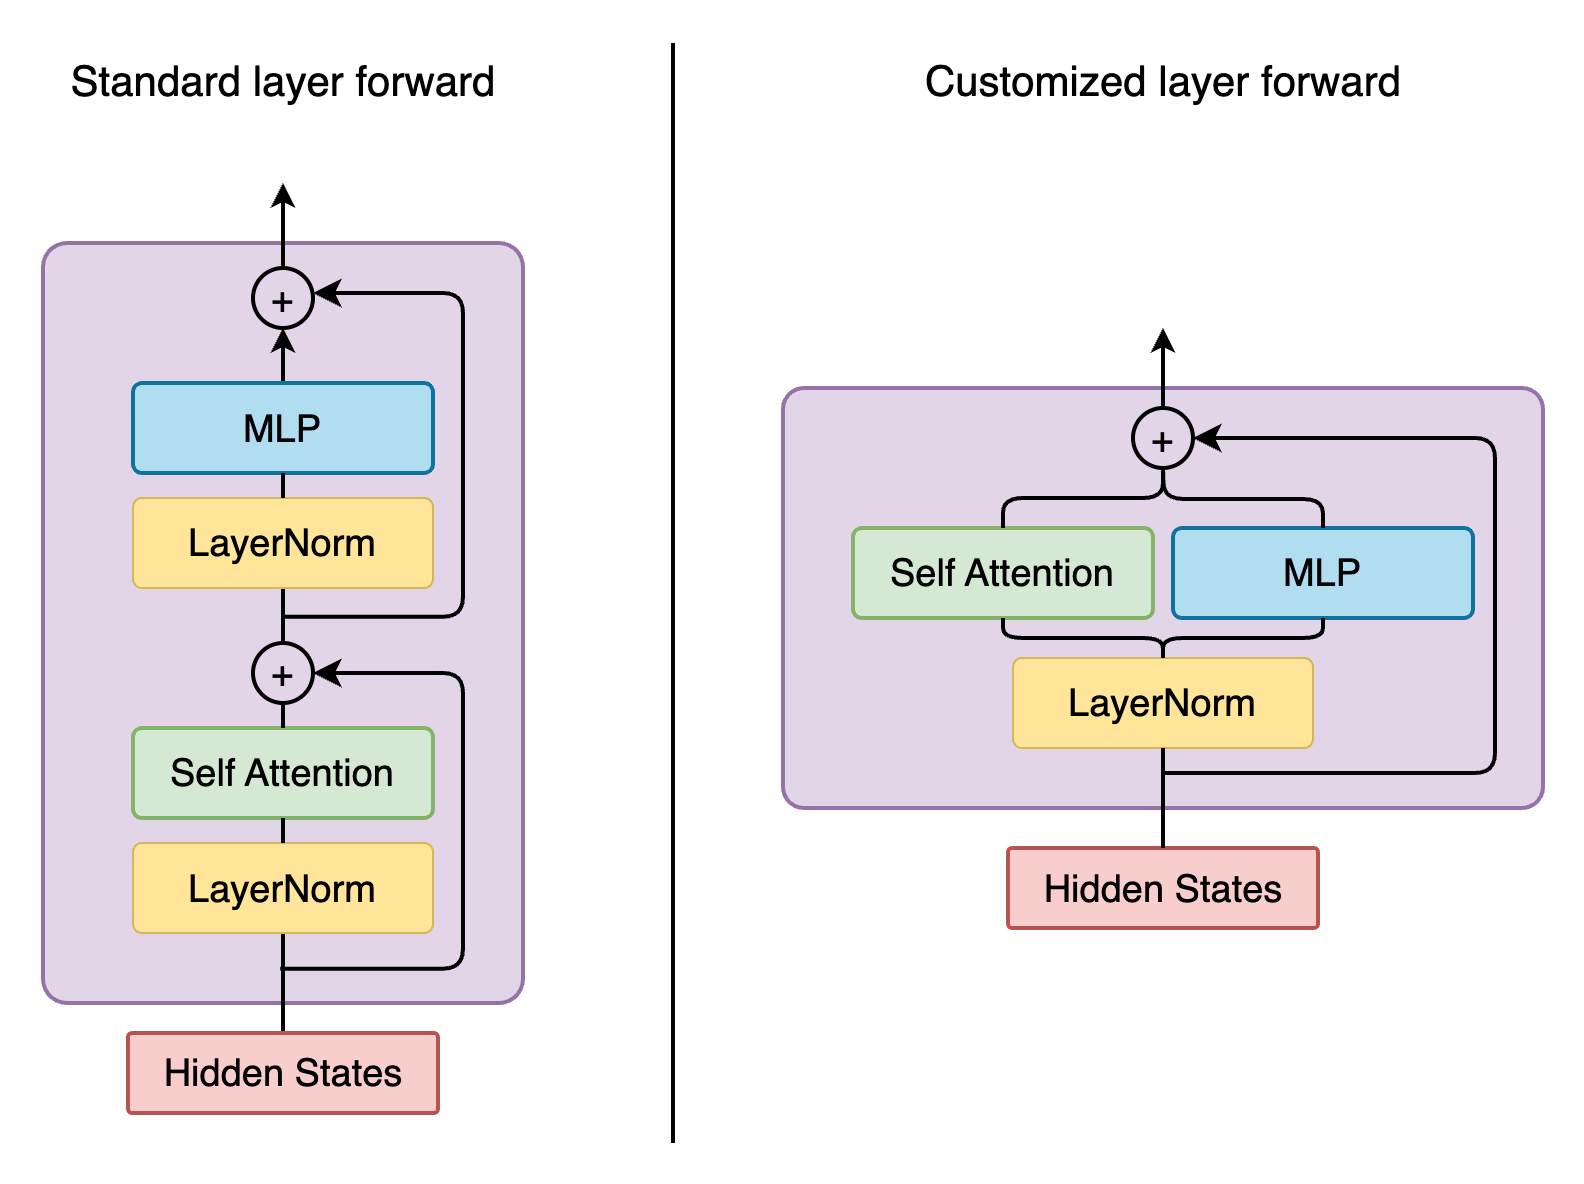 Standard layer forward
+
MLP
LayerNorm
+
Self Attention
LayerNorm
Hidden States
Customized layer forward
+
Self Attention
MLP
LayerNorm
Hidden States